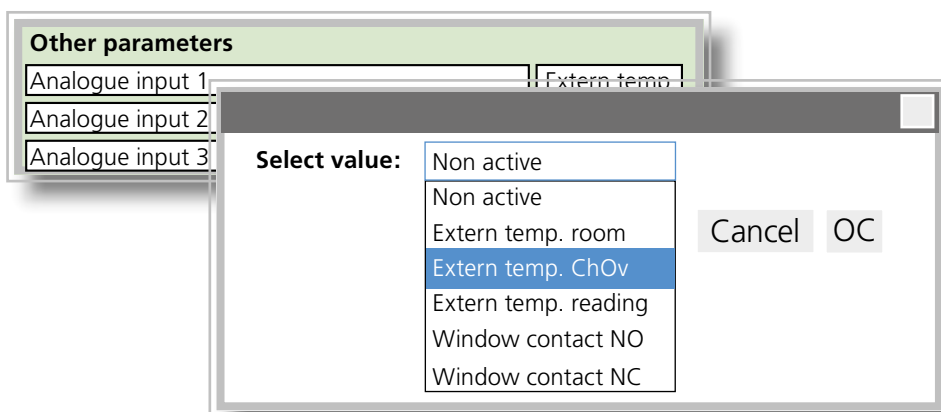 Other parameters
Analogue input 1 Extern temp
Analogue input 2
Analogue input 3
Select value: Non active
Non active
Extern temp. room
Cancel OC
Extern temp. ChOv
Extern temp. reading
Window contact NO
Window contact NC